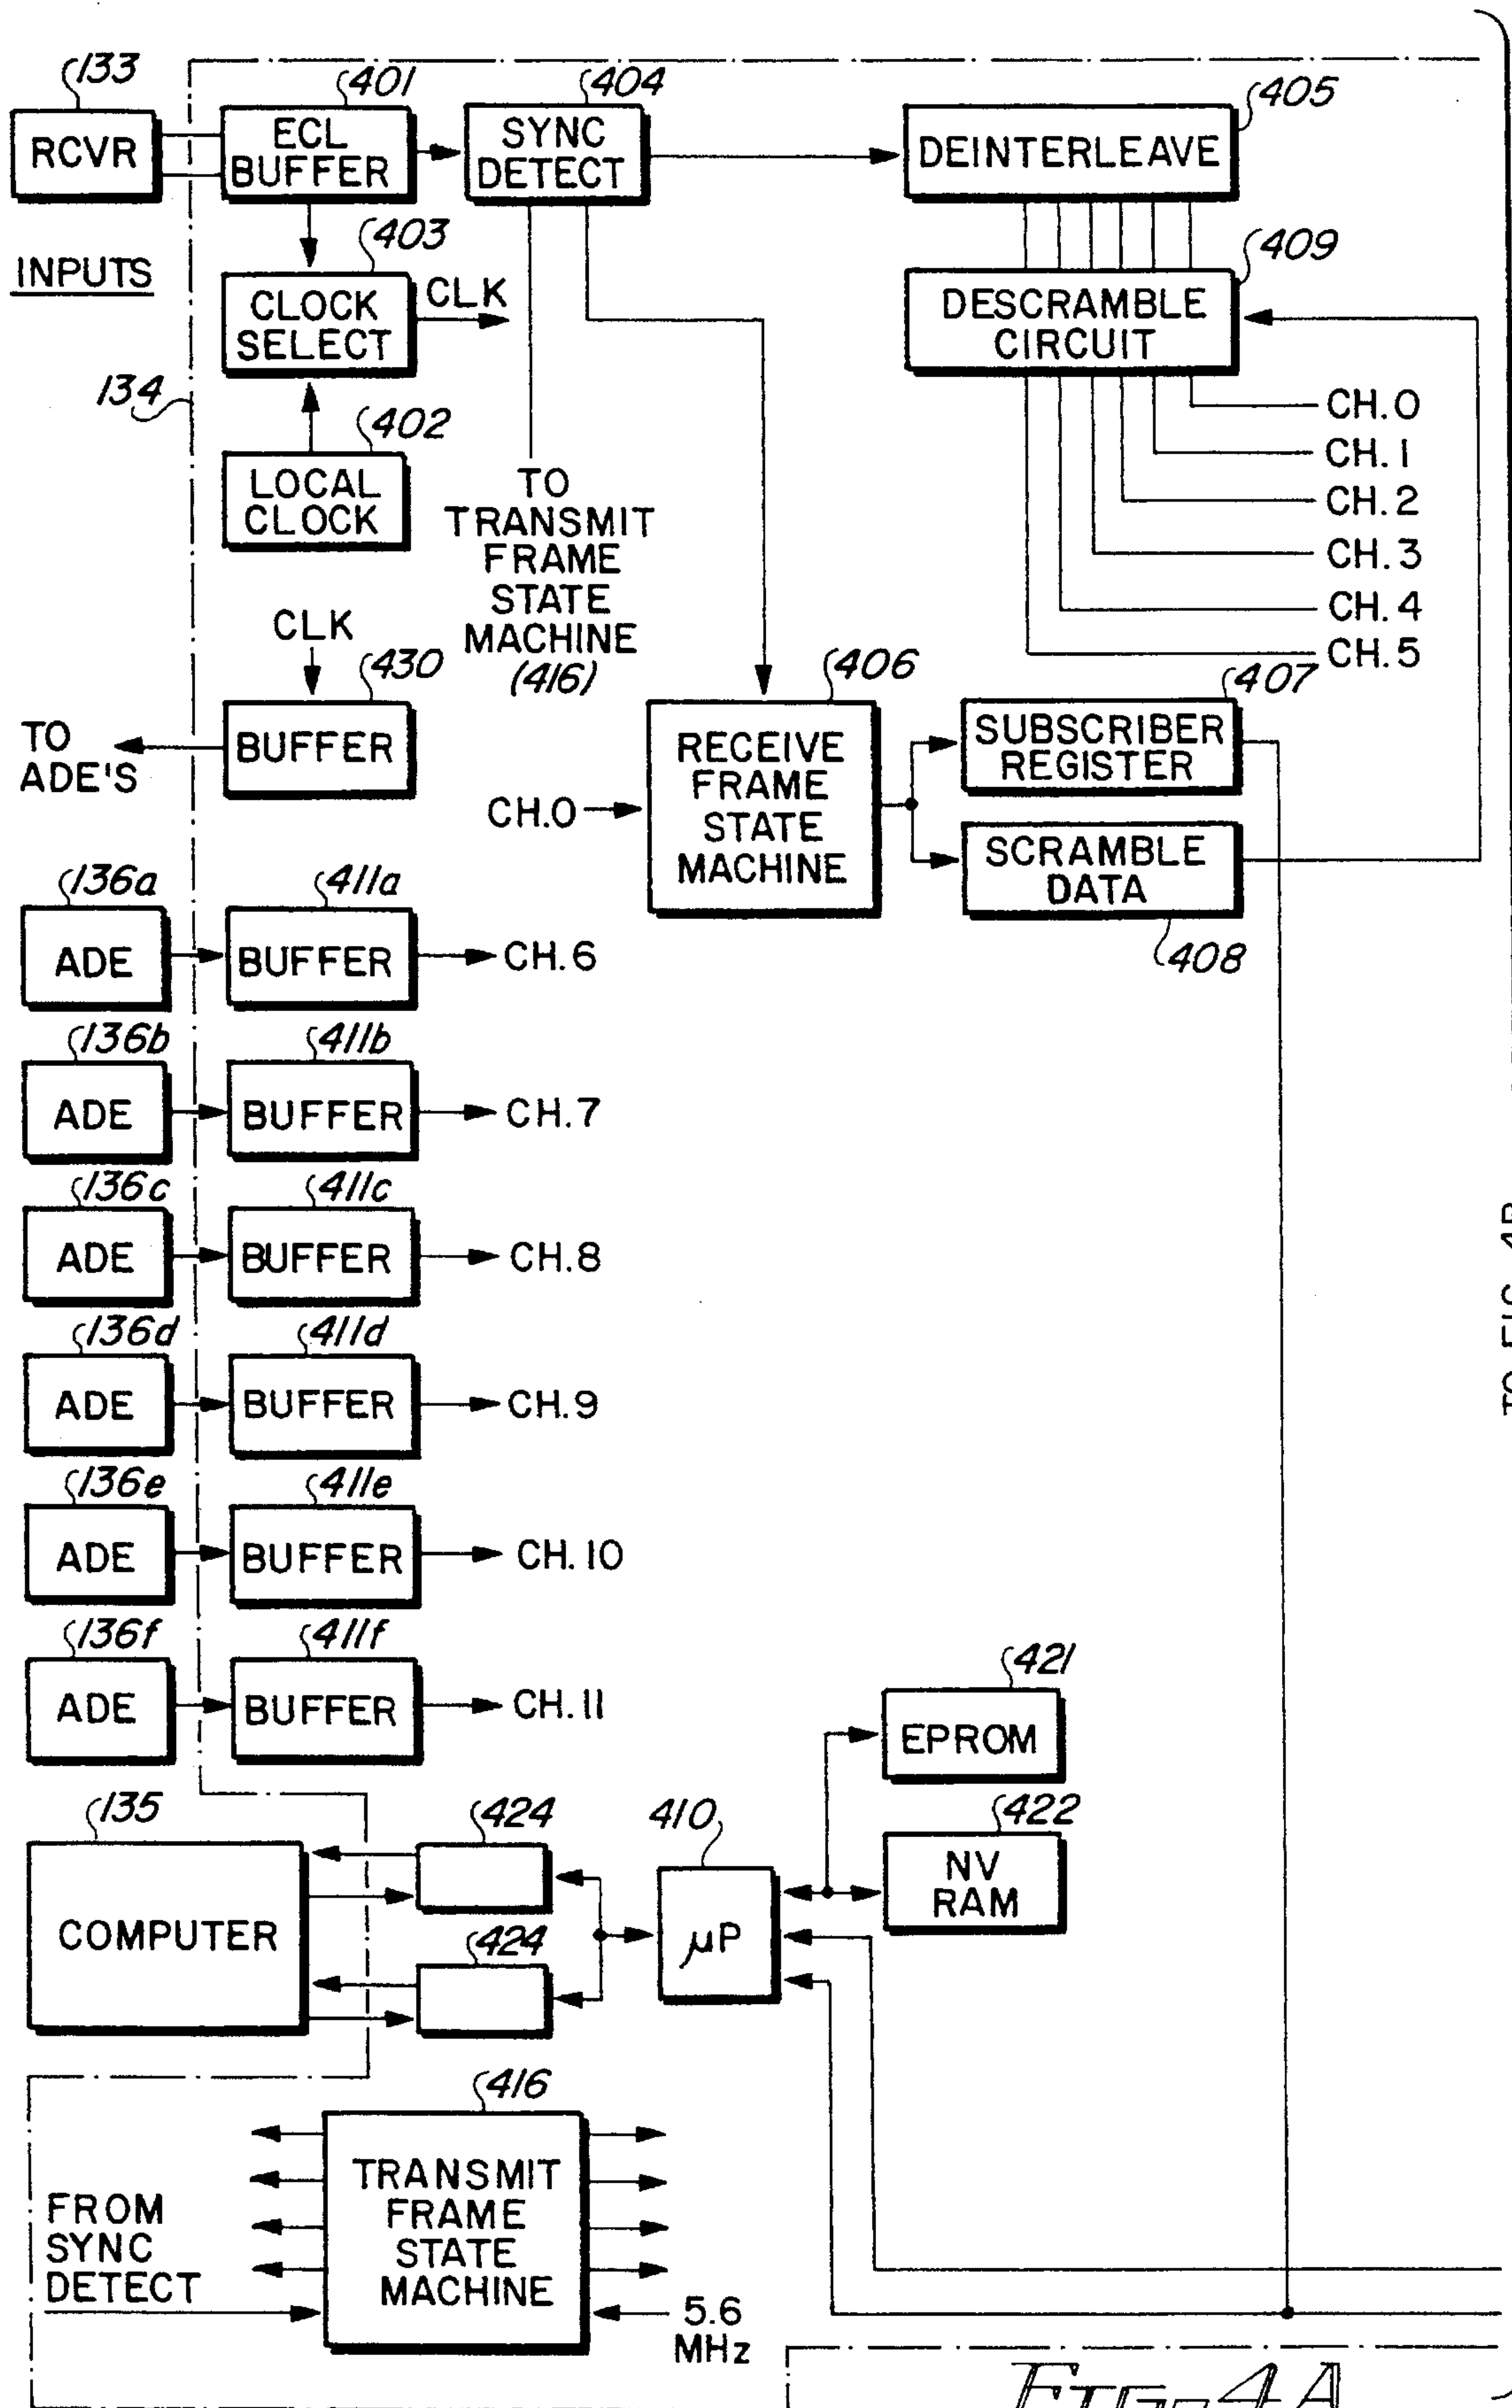 133
RCVR
INPUTS
134
401
ECL
BUFFER
403
CLOCK
SELECT
CLK
402
LOCAL
CLOCK
404
SYNC
DETECT
TO
TRANSMIT
FRAME
STATE
MACHINE
(416)
405
DEINTERLEAVE
409
DESCRAMBLE
CIRCUIT
CH.0
CH.1
CH.2
CH.3
CH.4
CH.5
CLK
430
BUFFER
TO
ADE'S
CH.0
406
RECEIVE
FRAME
STATE
MACHINE
407
SUBSCRIBER
REGISTER
SCRAMBLE
DATA
408
136a
ADE
411a
BUFFER
CH.6
136b
ADE
411b
BUFFER
CH.7
136c
ADE
411c
BUFFER
CH.8
136d
ADE
411d
BUFFER
CH.9
136e
ADE
411e
BUFFER
CH.10
136f
ADE
411f
BUFFER
CH.11
TO FIG. 4B
135
COMPUTER
424
424
410
μP
421
EPROM
422
NV
RAM
416
TRANSMIT
FRAME
STATE
MACHINE
FROM
SYNC
DETECT
5.6
MHz
FIG. 4A